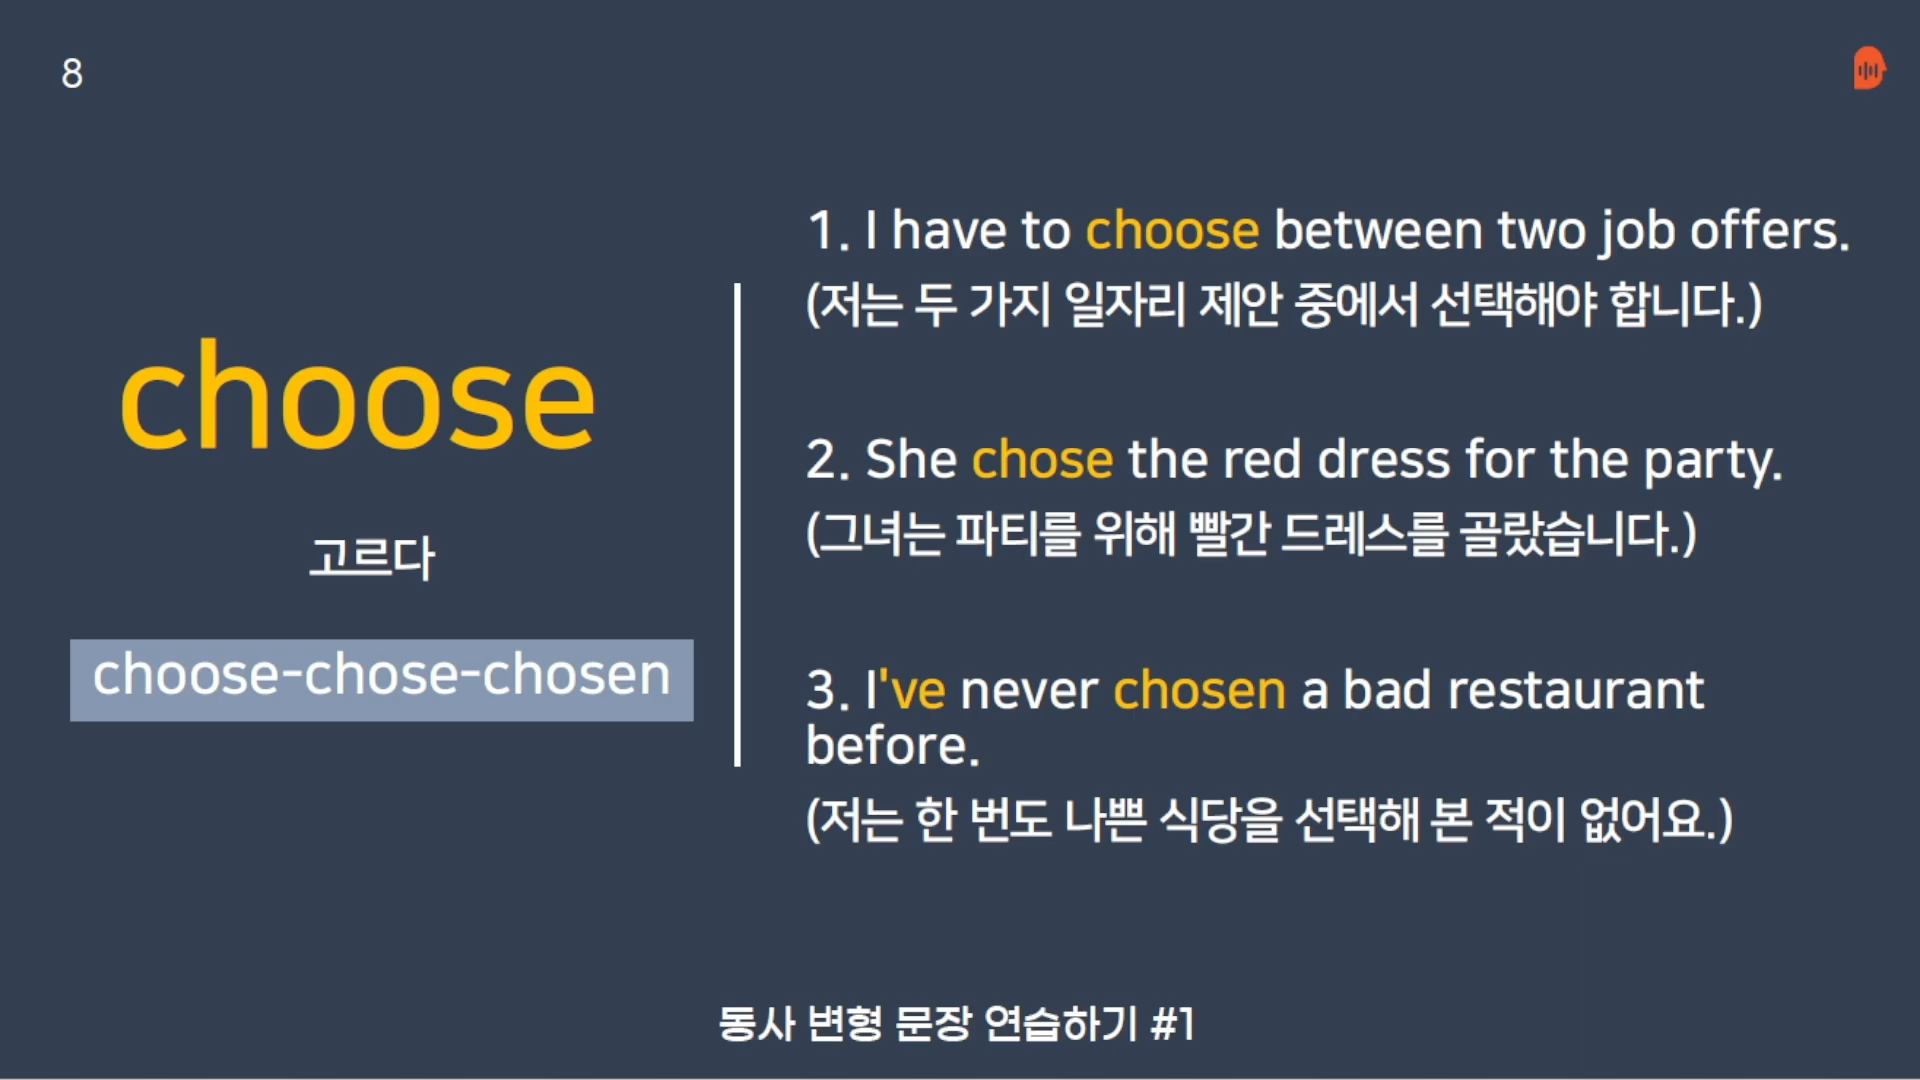 8
choose
고르다
choose-chose-chosen
1. I have to choose between two job offers.
(저는 두 가지 일자리 제안 중에서 선택해야 합니다.)
2. She chose the red dress for the party.
(그녀는 파티를 위해 빨간 드레스를 골랐습니다.)
3. I've never chosen a bad restaurant
before.
(저는 한 번도 나쁜 식당을 선택해 본 적이 없어요.)
동사 변형 문장 연습하기 #1